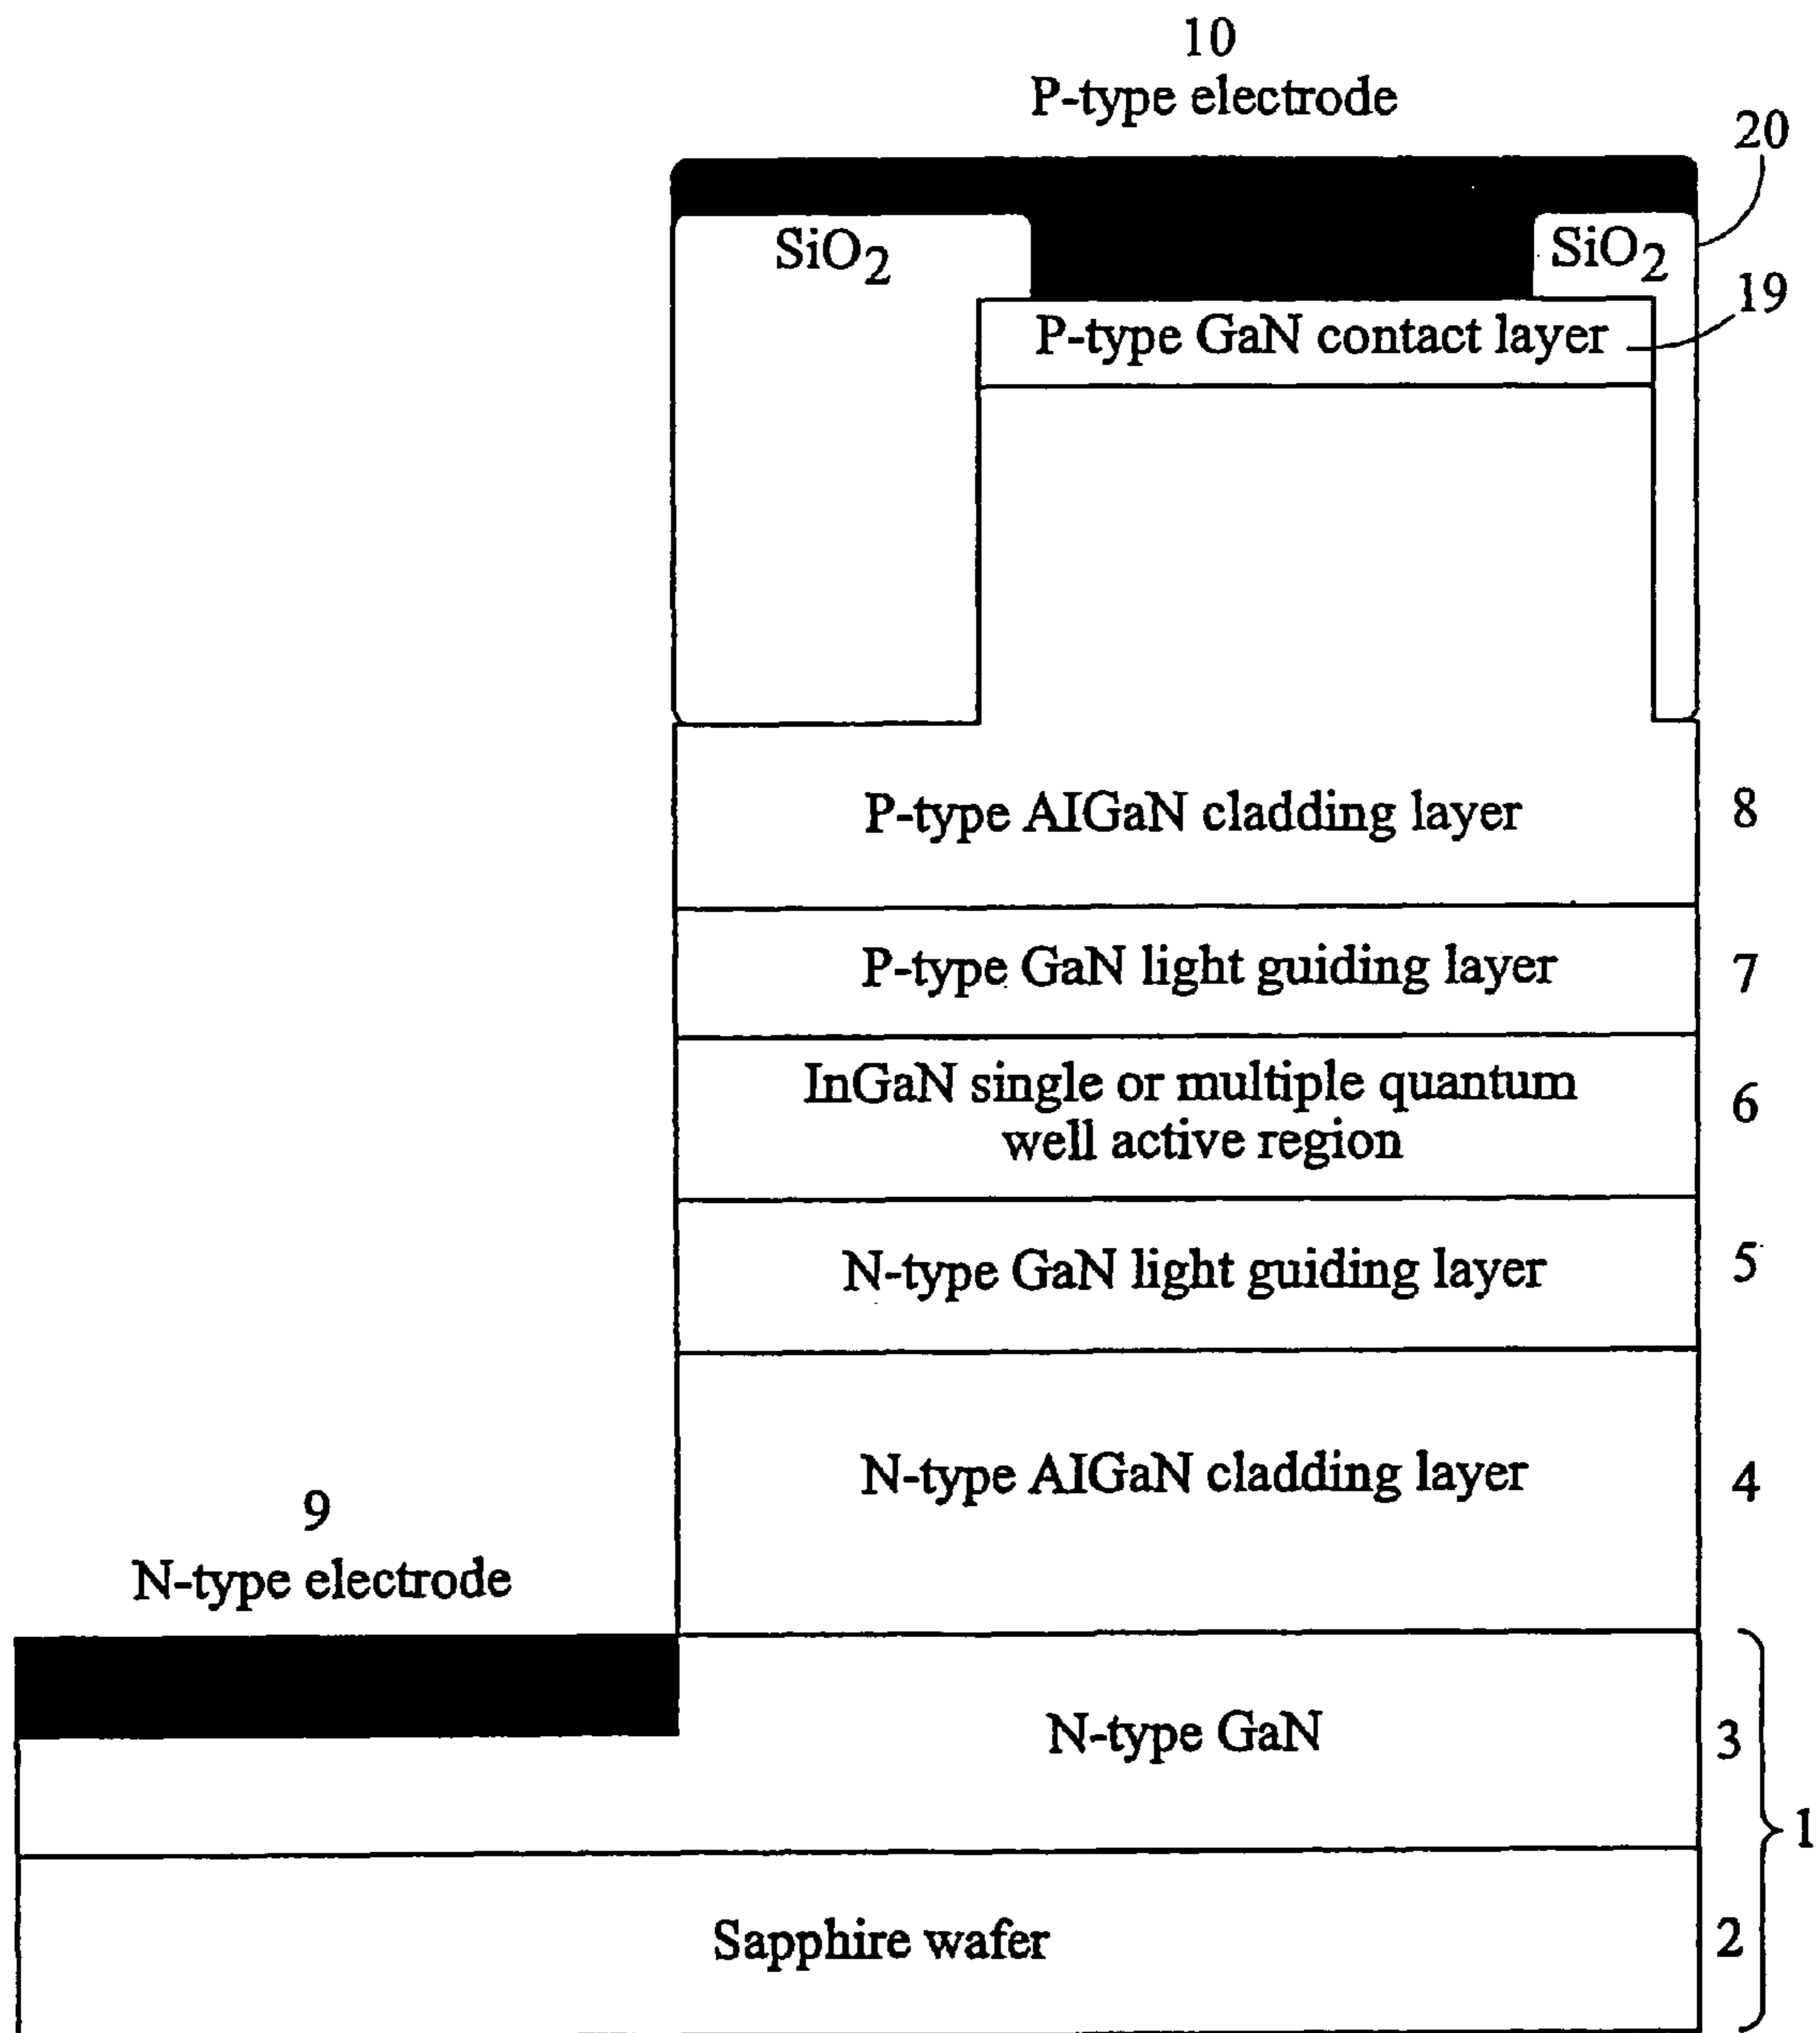 10
P-type electrode
20
SiO2
SiO2
19
P-type GaN contact layer
P-type AIGaN cladding layer
8
P-type GaN light guiding layer
7
InGaN single or multiple quantum
well active region
6
N-type GaN light guiding layer
5
N-type AIGaN cladding layer
4
9
N-type electrode
N-type GaN
3
1
Sapphire wafer
2